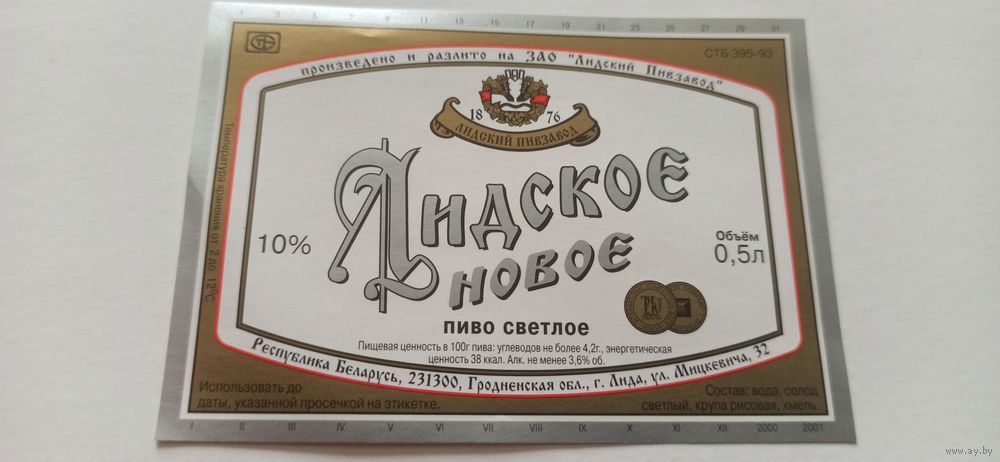 1 3 5 7 9 11 13 15 17 19 21 23 25 27 29 31
СТБ 395-93
произведено и разлито на ЗАО "Лидский Пивзавод"
18 76
ЛИДСКИЙ ПИВЗАВОД
Температура хранения от 2 до 12°С
Лидское
новое
10%
Объём
0,5л
пиво светлое
Пищевая ценность в 100г пива: углеводов не более 4,2г., энергетическая
ценность 38 ккал. Алк. не менее 3,6% об.
Республика Беларусь, 231300, Гродненская обл., г. Лида, ул. Мицкевича, 32
Использовать до
даты, указанной просечкой на этикетке.
Состав: вода, солод
светлый, крупа рисовая, хмель.
I II III IV V VI VII VIII IX X XI XII 2000 2001
www.ay.by